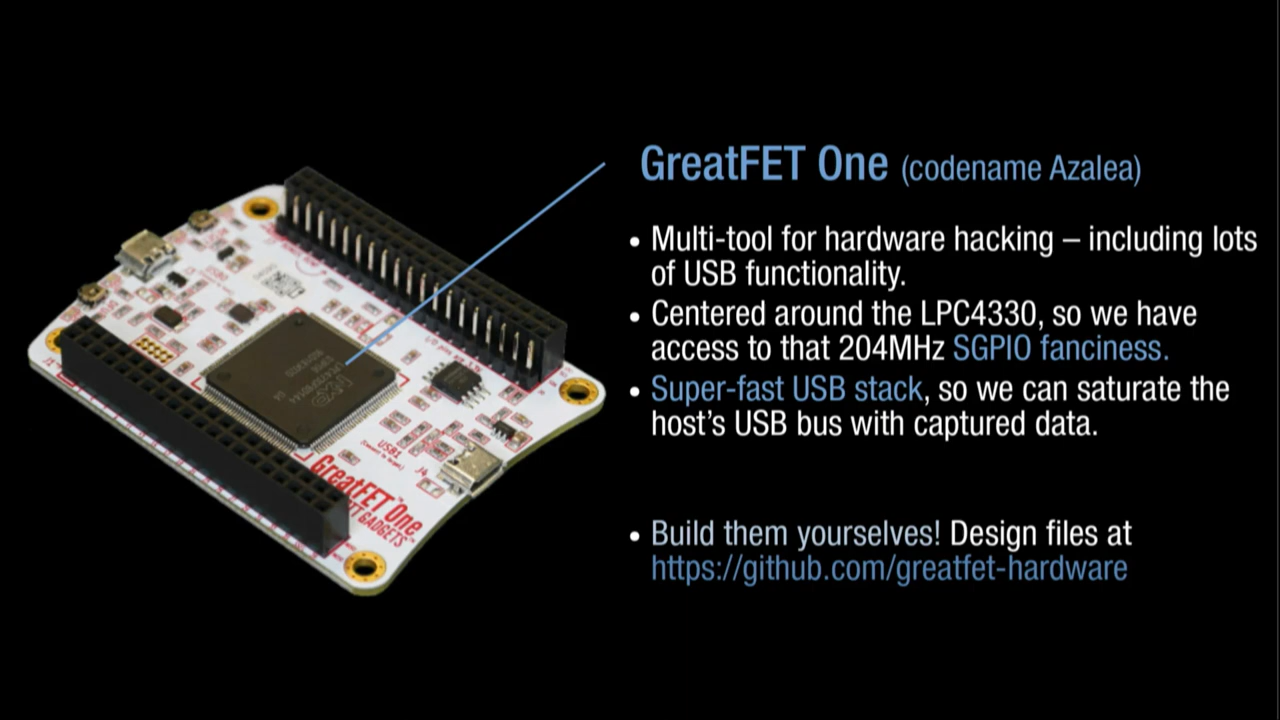 GreatFET One (codename Azalea)
• Multi-tool for hardware hacking – including lots
of USB functionality.
• Centered around the LPC4330, so we have
access to that 204MHz SGPIO fanciness.
• Super-fast USB stack, so we can saturate the
host's USB bus with captured data.
• Build them yourselves! Design files at
https://github.com/greatfet-hardware
USB1
J4
GreatFET One
GADGETS